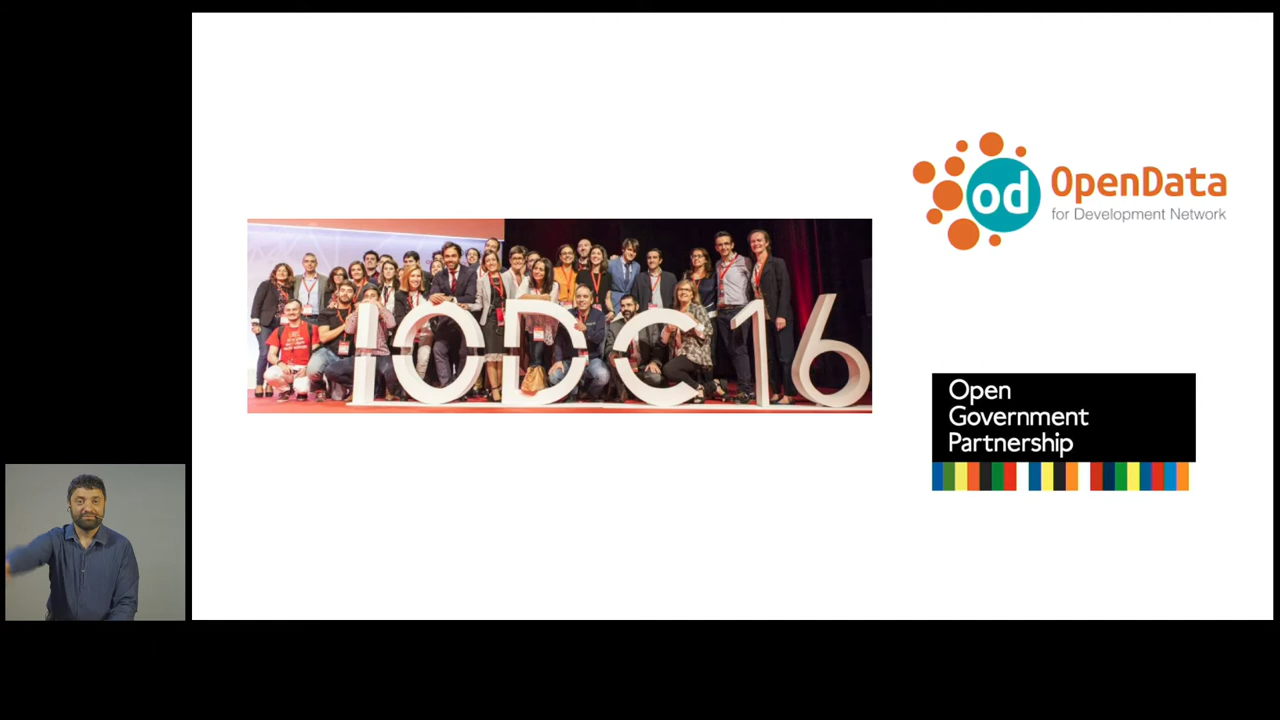 IODC16
od
OpenData
for Development Network
Open
Government
Partnership